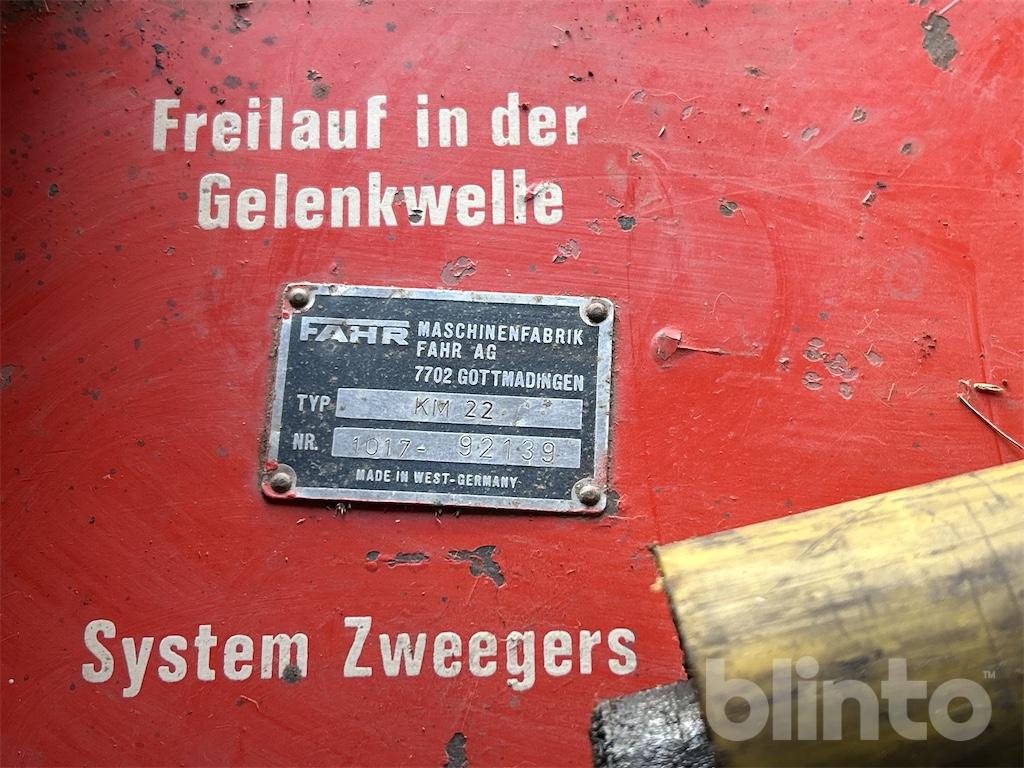 Freilauf in der
Gelenkwelle
FAHR MASCHINENFABRIK
FAHR AG
7702 GOTTMADINGEN
TYP KM 22
NR. 1017- 92139
MADE IN WEST-GERMANY
System Zweegers
blinto™